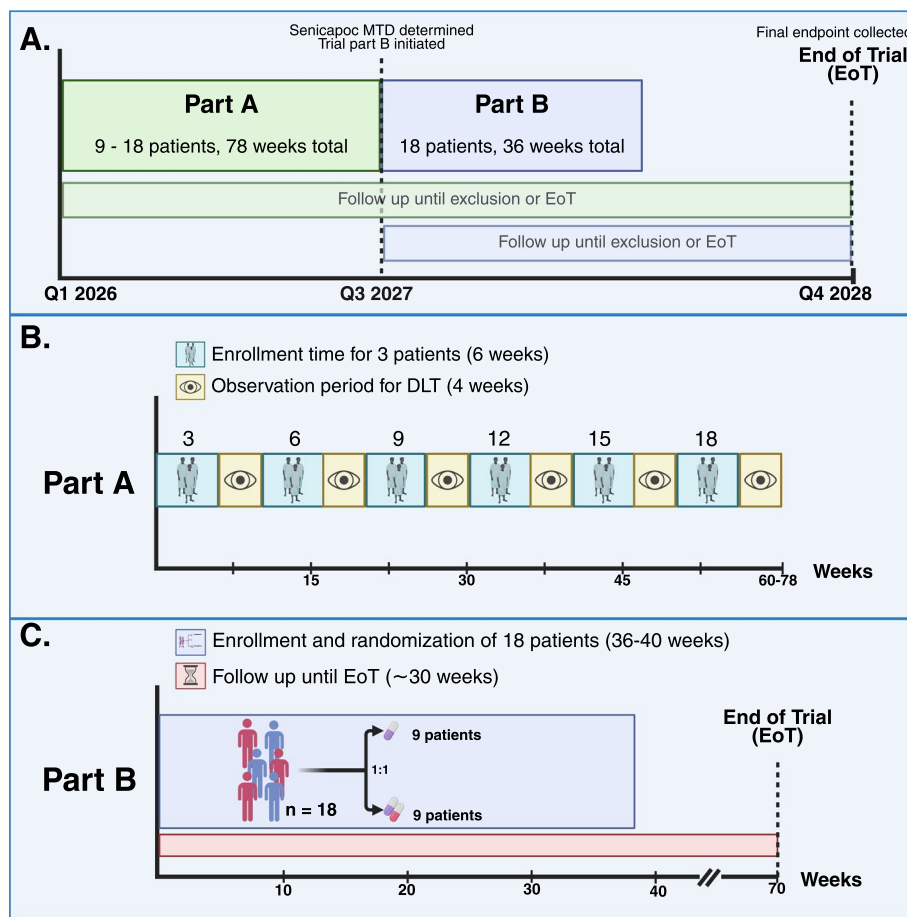 A.
Senicapoc MTD determined
Trial part B initiated
Final endpoint collected
End of Trial
(EoT)
Part A
9 - 18 patients, 78 weeks total
Part B
18 patients, 36 weeks total
Follow up until exclusion or EoT
Follow up until exclusion or EoT
Q1 2026
Q3 2027
Q4 2028
B.
Enrollment time for 3 patients (6 weeks)
Observation period for DLT (4 weeks)
3
6
9
12
15
18
Part A
15
30
45
60-78
Weeks
C.
Enrollment and randomization of 18 patients (36-40 weeks)
Follow up until EoT (~30 weeks)
End of Trial
(EoT)
Part B
9 patients
1:1
n = 18
9 patients
10
20
30
40
70
Weeks